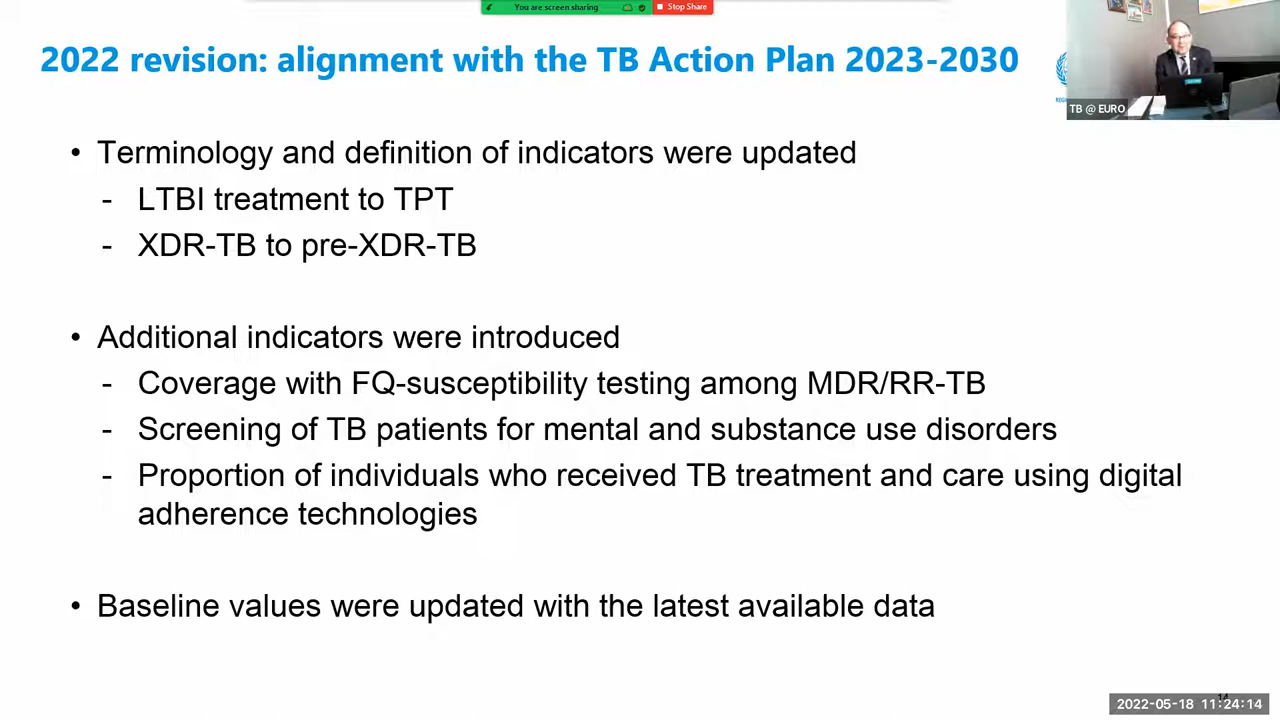 You are screen sharing
Stop Share
2022 revision: alignment with the TB Action Plan 2023-2030
TB @ EURO
• Terminology and definition of indicators were updated
- LTBI treatment to TPT
- XDR-TB to pre-XDR-TB
• Additional indicators were introduced
- Coverage with FQ-susceptibility testing among MDR/RR-TB
- Screening of TB patients for mental and substance use disorders
- Proportion of individuals who received TB treatment and care using digital
adherence technologies
• Baseline values were updated with the latest available data
14
2022-05-18 11:24:14